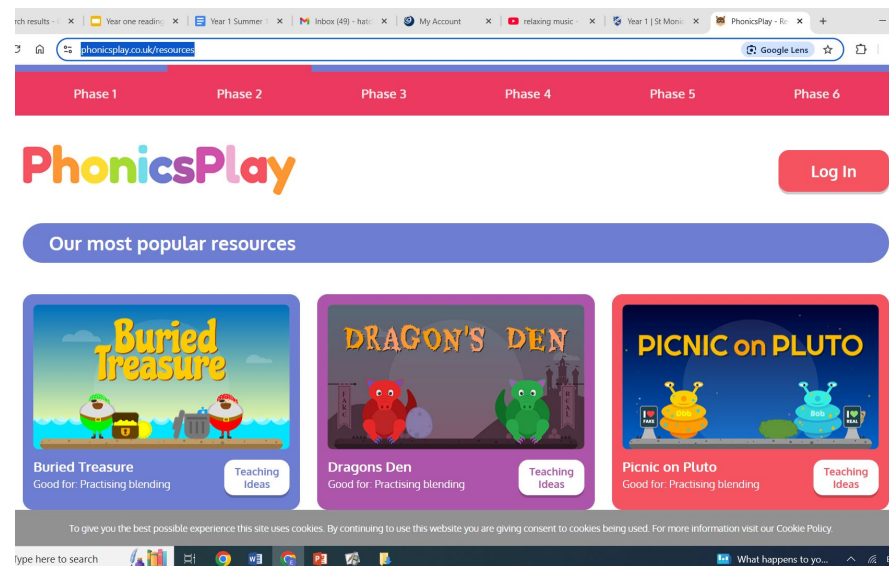 rch results - Year one reading Year 1 Summer Inbox (49) - hat My Account relaxing music - Year 1 | St Monic PhonicsPlay - Re
phonicsplay.co.uk/resources Google Lens
Phase 1 Phase 2 Phase 3 Phase 4 Phase 5 Phase 6
PhonicsPlay
Log In
Our most popular resources
Buried Treasure
DRAGON'S DEN
FAKE REAL
PICNIC on PLUTO
I ♥ FAKE Obb Bob I ♥ REAL
Buried Treasure
Good for: Practising blending
Teaching Ideas
Dragons Den
Good for: Practising blending
Teaching Ideas
Picnic on Pluto
Good for: Practising blending
Teaching Ideas
To give you the best possible experience this site uses cookies. By continuing to use this website you are giving consent to cookies being used. For more information visit our Cookie Policy.
Type here to search What happens to yo...